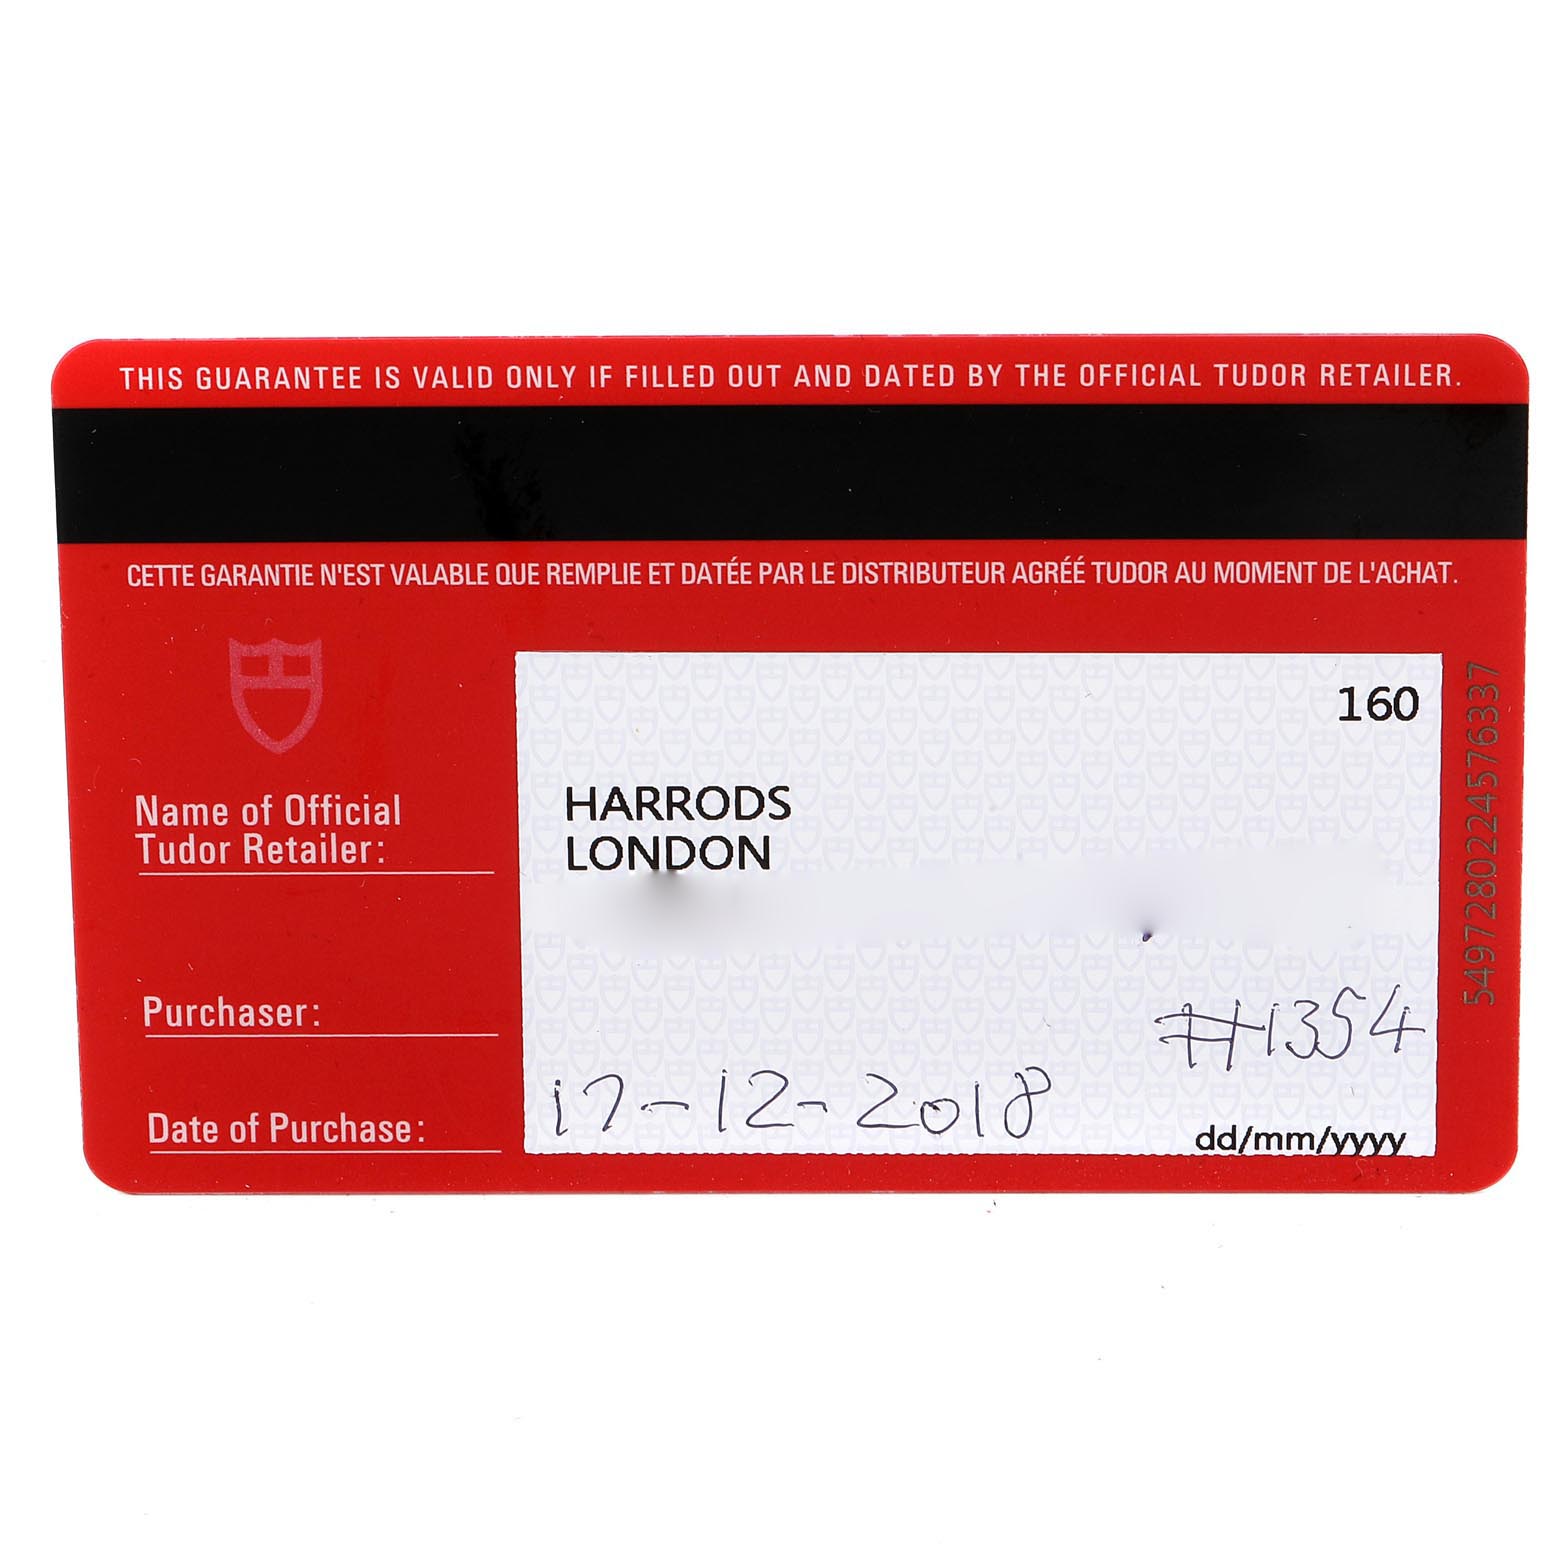 THIS GUARANTEE IS VALID ONLY IF FILLED OUT AND DATED BY THE OFFICIAL TUDOR RETAILER.
CETTE GARANTIE N'EST VALABLE QUE REMPLIE ET DATÉE PAR LE DISTRIBUTEUR AGRÉÉ TUDOR AU MOMENT DE L'ACHAT.
160
Name of Official
Tudor Retailer:
HARRODS
LONDON
Purchaser:
#1354
Date of Purchase:
17-12-2018
dd/mm/yyyy
5497280224576337